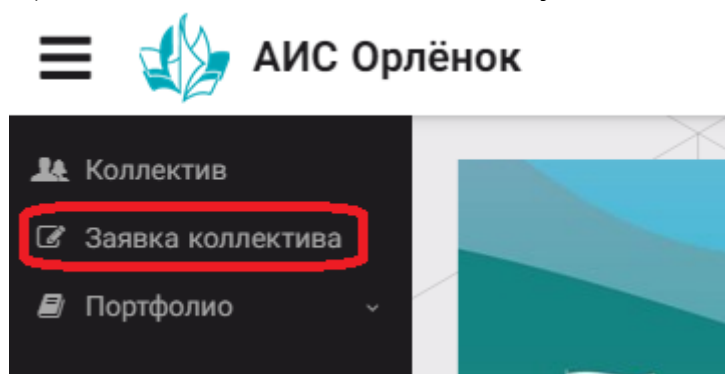 АИС Орлёнок
Коллектив
Заявка коллектива
Портфолио